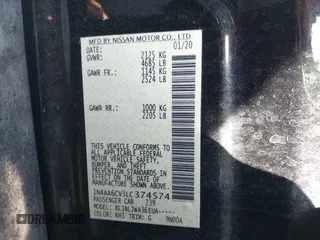 MFD BY NISSAN MOTOR CO., LTD
DATE: 01/20
GVWR: 2125 KG
4685 LB
GAWR FR.: 1145 KG
2524 LB
GAWR RR.: 1000 KG
2205 LB
THIS VEHICLE CONFORMS TO ALL
APPLICABLE FEDERAL MOTOR
VEHICLE SAFETY, BUMPER, AND
THEFT PREVENTION STANDARDS
IN EFFECT ON THE DATE OF
MANUFACTURE SHOWN ABOVE.
1N4AA6CV3LC374574
PASSENGER CAR 239
MODEL:
COLOR: KH3 TRIM: G